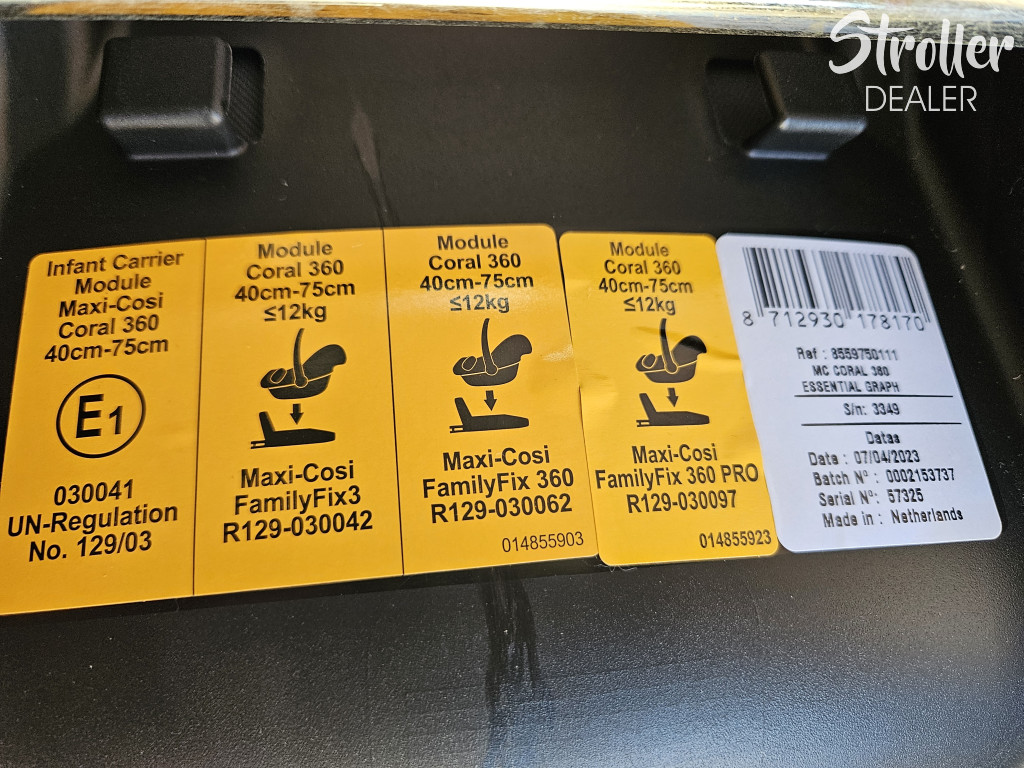 Stroller
DEALER
Infant Carrier
Module
Maxi-Cosi
Coral 360
40cm-75cm
E1
030041
UN-Regulation
No. 129/03
Module
Coral 360
40cm-75cm
≤12kg
Maxi-Cosi
FamilyFix3
R129-030042
Module
Coral 360
40cm-75cm
≤12kg
Maxi-Cosi
FamilyFix 360
R129-030062
014855903
Module
Coral 360
40cm-75cm
≤12kg
Maxi-Cosi
FamilyFix 360 PRO
R129-030097
014855923
8 712930 178170
Ref : 8559750111
MC CORAL 360
ESSENTIAL GRAPH
S/n: 3349
Datas
Date : 07/04/2023
Batch Nº : 0002153737
Serial Nº: 57325
Made in : Netherlands